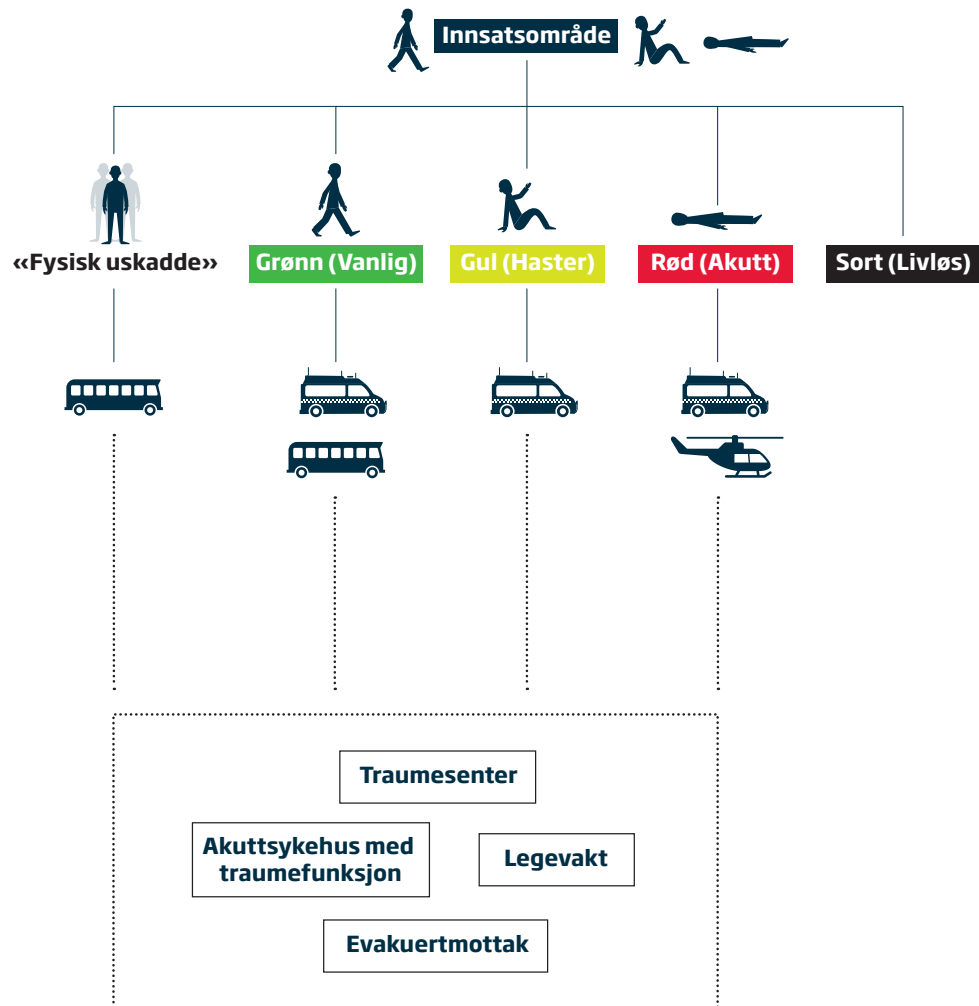 Innsatsområde
«Fysisk uskadde»
Grønn (Vanlig)
Gul (Haster)
Rød (Akutt)
Sort (Livløs)
Traumesenter
Akuttsykehus med
traumefunksjon
Legevakt
Evakuertmottak